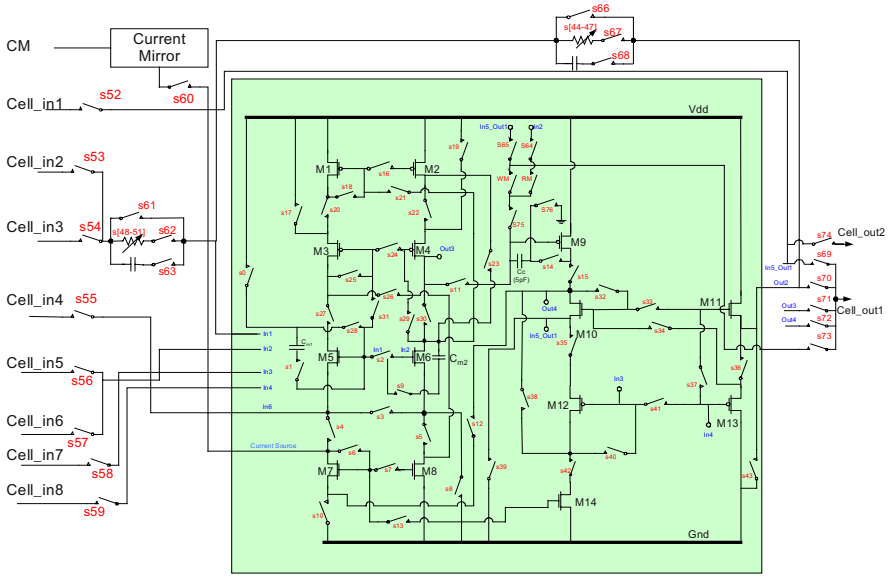 s66
s[44-47]
s67
s68
CM
Current
Mirror
s60
Cell_in1
s52
Cell_in2
s53
Cell_in3
s54
s61
s[48-51]
s62
s63
Cell_in4
s55
Cell_in5
s56
Cell_in6
s57
Cell_in7
s58
Cell_in8
s59
Vdd
In5_Out1
In2
s19
S65
S64
M1
s16
M2
WM
RM
s18
s21
s17
s20
s22
S75
S76
M3
s24
M4
Out3
M9
s0
s23
Cc
(5pF)
s14
s25
s11
s15
s26
s27
s31
s29
s30
s32
Out4
s33
M11
s28
In1
s34
Cm1
In5_Out1
M10
In2
M5
In1
s2
In2
M6
Cm2
s35
s1
In3
s9
s37
s36
In4
s38
In3
M12
s41
M13
In6
s3
s12
In4
s4
s5
Current Source
s6
s40
M7
s7
M8
s8
s39
s42
s43
M14
s10
s13
Gnd
s74
Cell_out2
s69
In5_Out1
s70
Out2
s71
Cell_out1
Out3
s72
Out4
s73